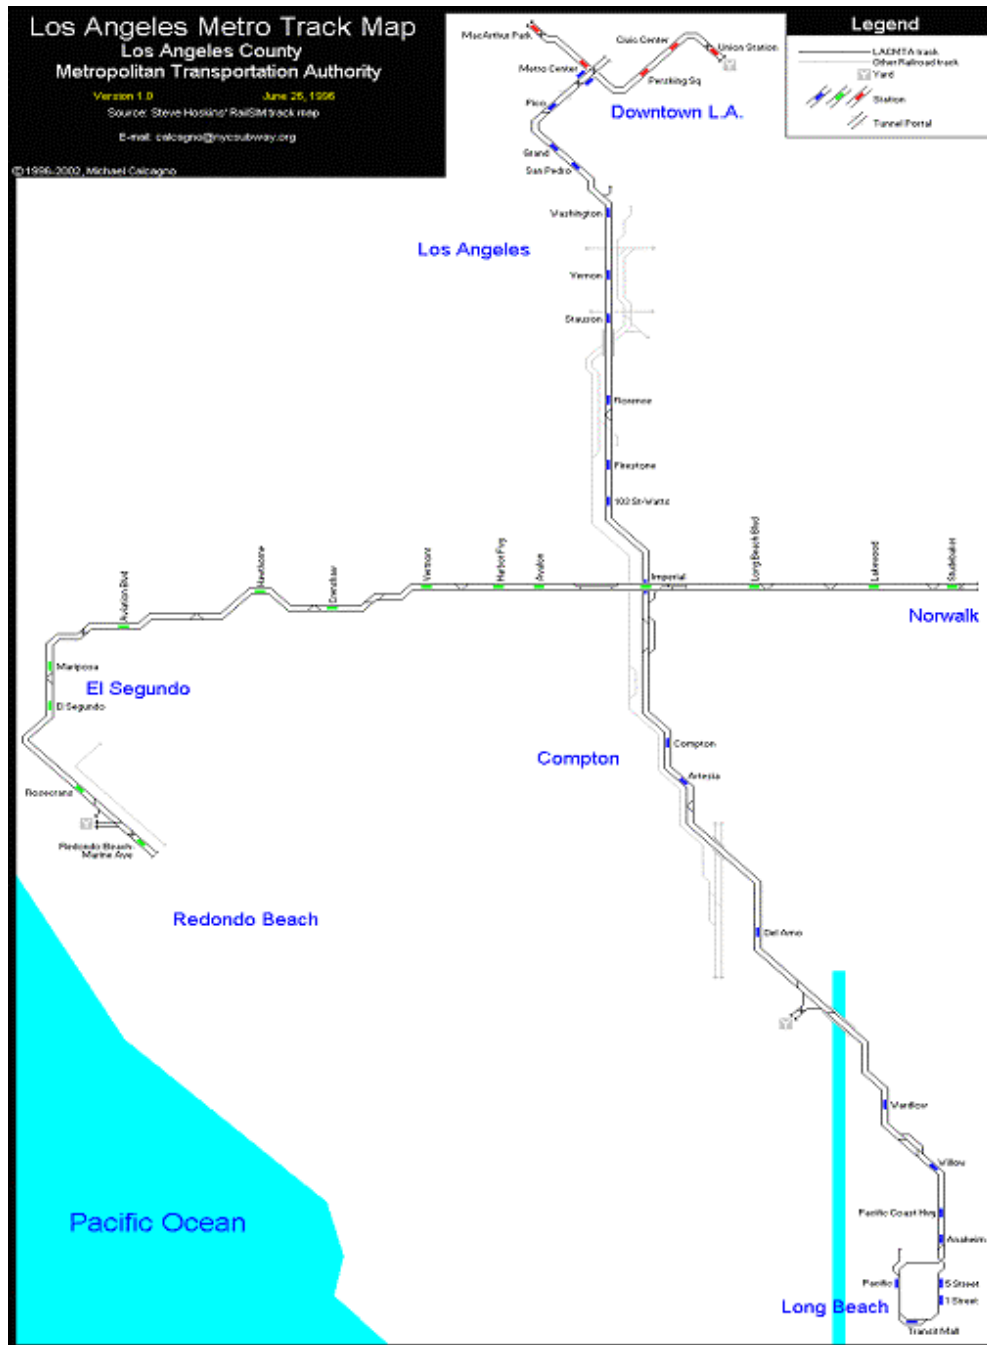 Los Angeles Metro Track Map
Los Angeles County
Metropolitan Transportation Authority
Version 1.0 June 25, 1996
Source: Steve Hoskins' RailSIM track map
E-mail: calcagno@nycsubway.org
©1996-2002, Michael Calcagno
Legend
LACMTA track
Other Railroad track
Y Yard
Station
Tunnel Portal
MacArthur Park
Civic Center
Union Station
Y
Metro Center
Pershing Sq
Downtown L.A.
Pico
Grand
San Pedro
Washington
Los Angeles
Vernon
Slauson
Florence
Firestone
103 St-Watts
Aviation Blvd
Hawthorne
Crenshaw
Vermont
Harbor Fwy
Avalon
Imperial
Long Beach Blvd
Lakewood
Studebaker
Norwalk
Mariposa
El Segundo
El Segundo
Compton
Compton
Artesia
Rosecrans
Y
Redondo Beach-
Marine Ave
Redondo Beach
Del Amo
Y
Wardlow
Willow
Pacific Coast Hwy
Anaheim
Pacific Ocean
Pacific
5 Street
1 Street
Long Beach
Transit Mall